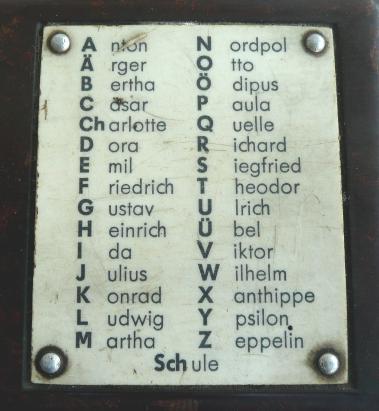 A nton
Ä rger
B ertha
C äsar
Ch arlotte
D ora
E mil
F riedrich
G ustav
H einrich
I da
J ulius
K onrad
L udwig
M artha
N ordpol
O tto
Ö dipus
P aula
Q uelle
R ichard
S iegfried
T heodor
U lrich
Ü bel
V iktor
W ilhelm
X anthippe
Y psilon
Z eppelin
Sch ule